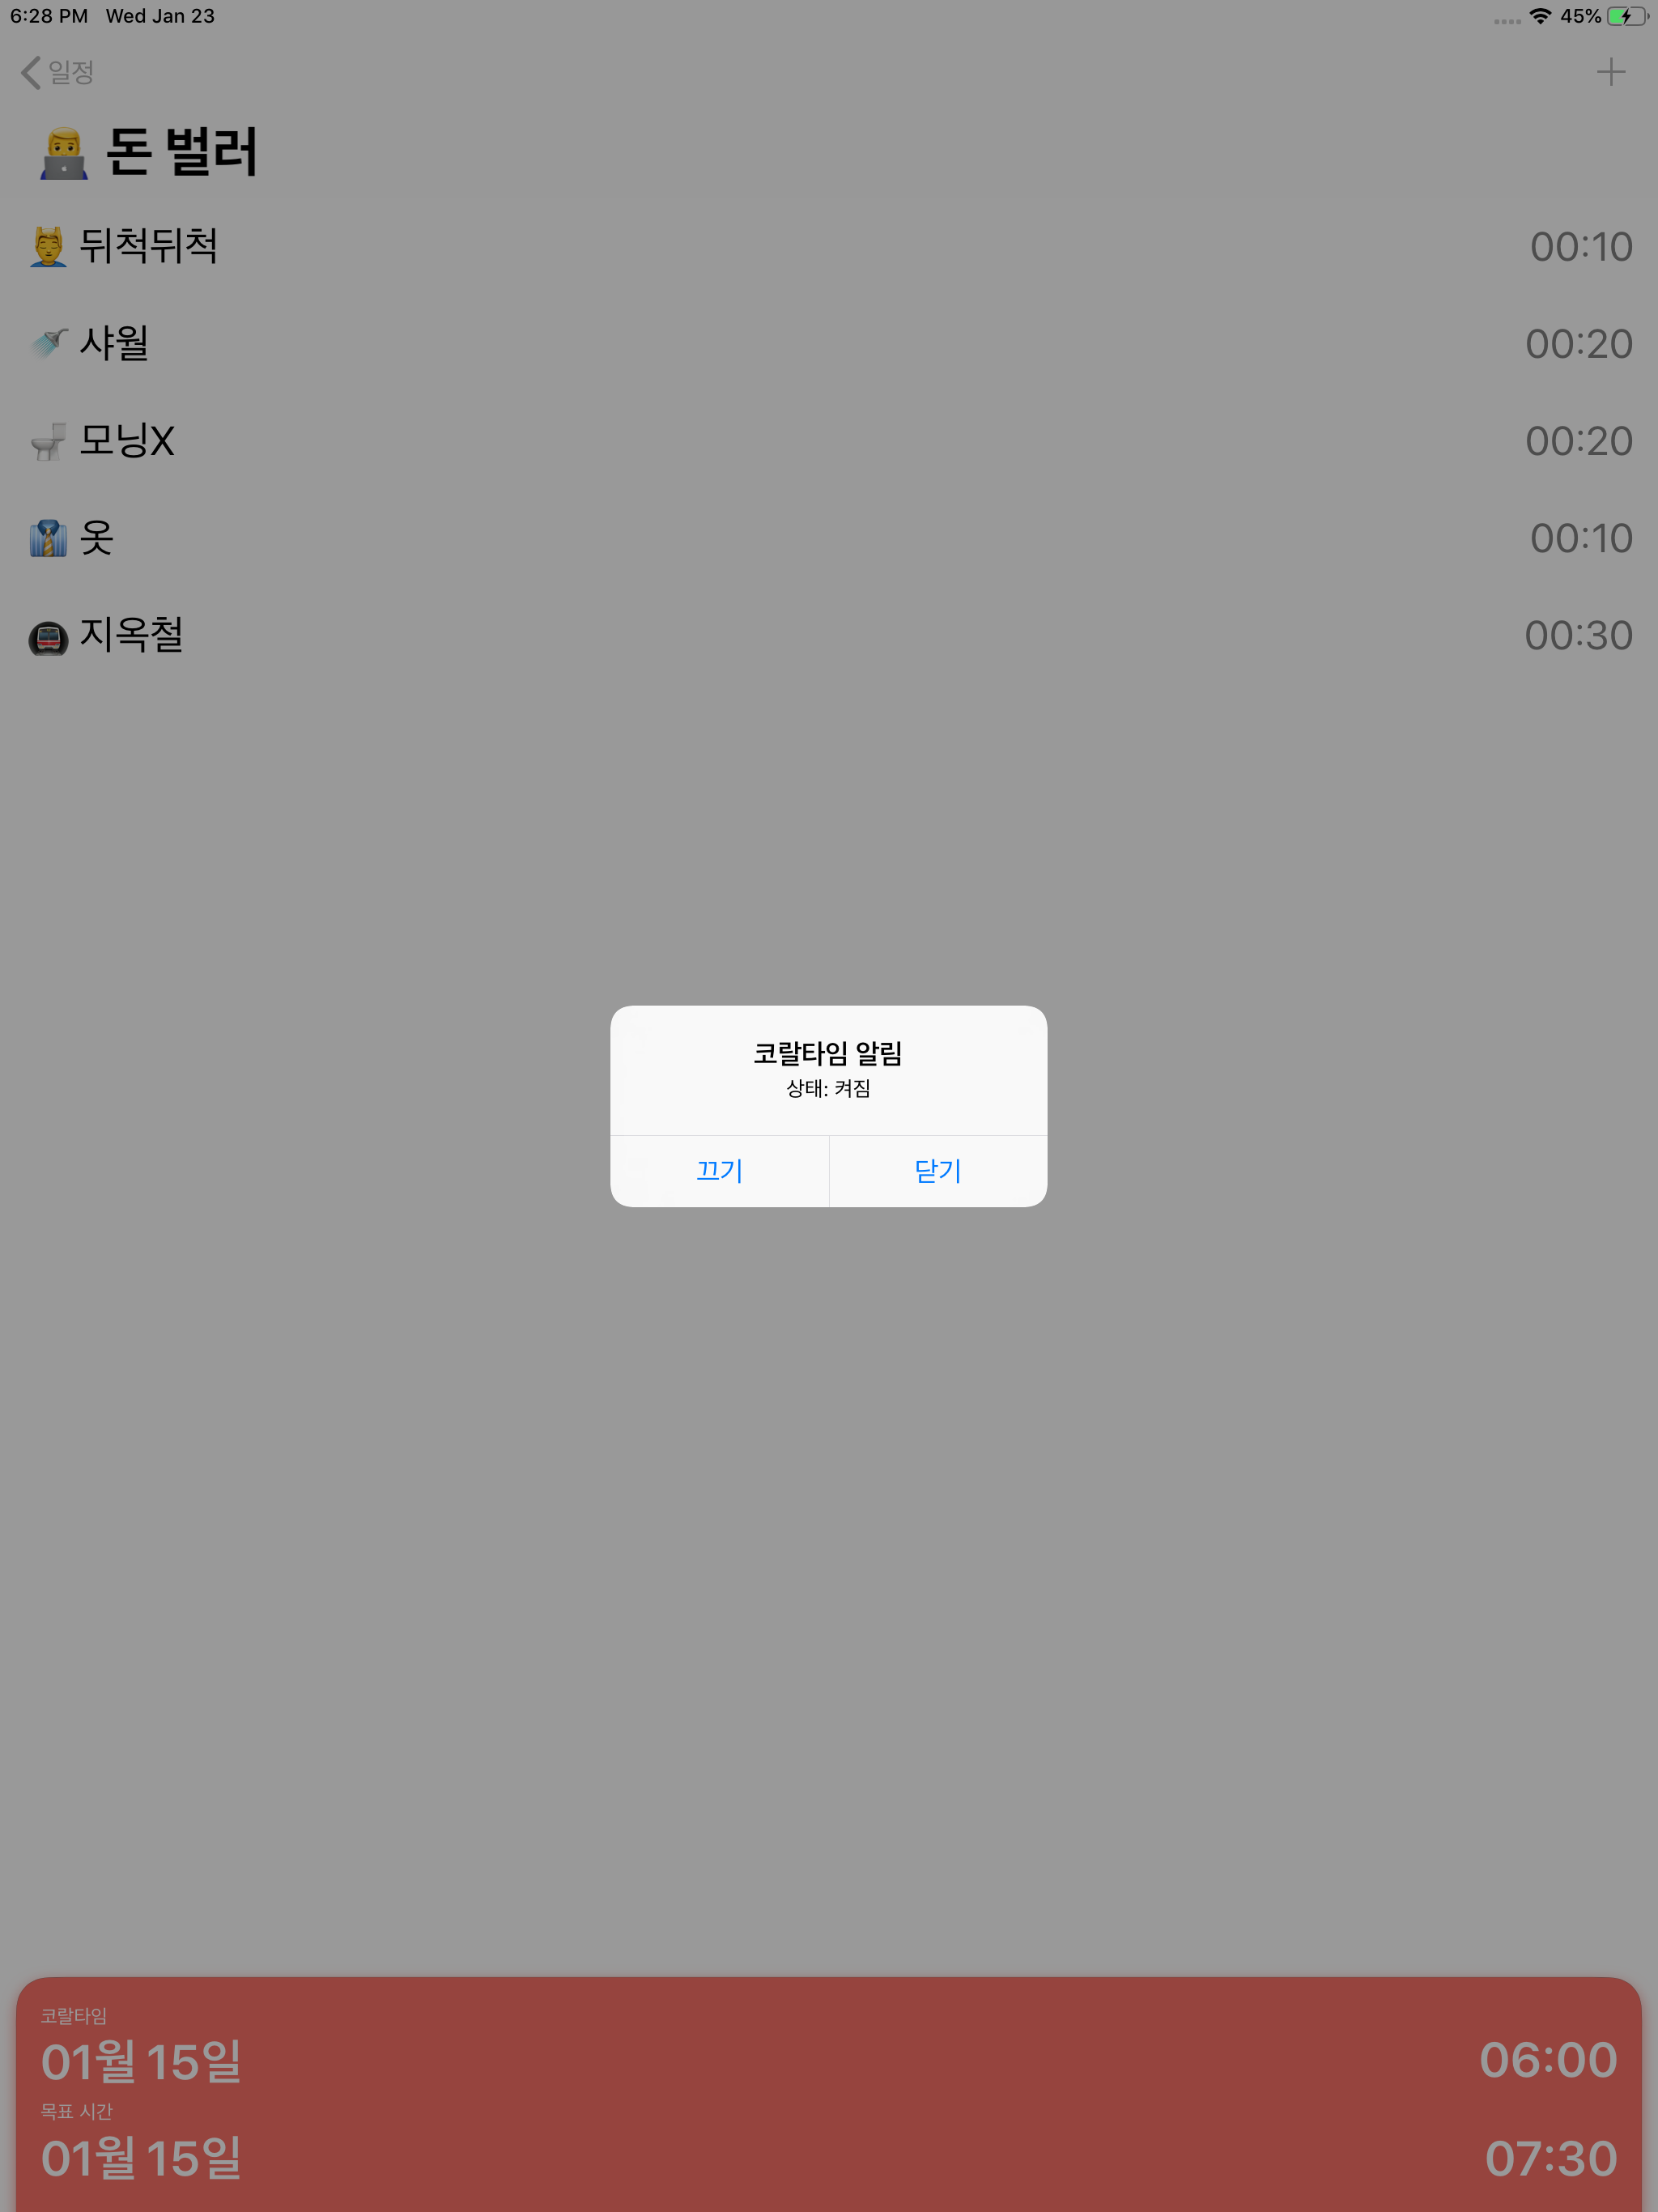 6:28 PM Wed Jan 23 45%
일정
돈 벌러
뒤척뒤척 00:10
샤월 00:20
모닝X 00:20
옷 00:10
지옥철 00:30
코랄타임 알림
상태: 켜짐
끄기 닫기
코랄타임
01월 15일 06:00
목표 시간
01월 15일 07:30